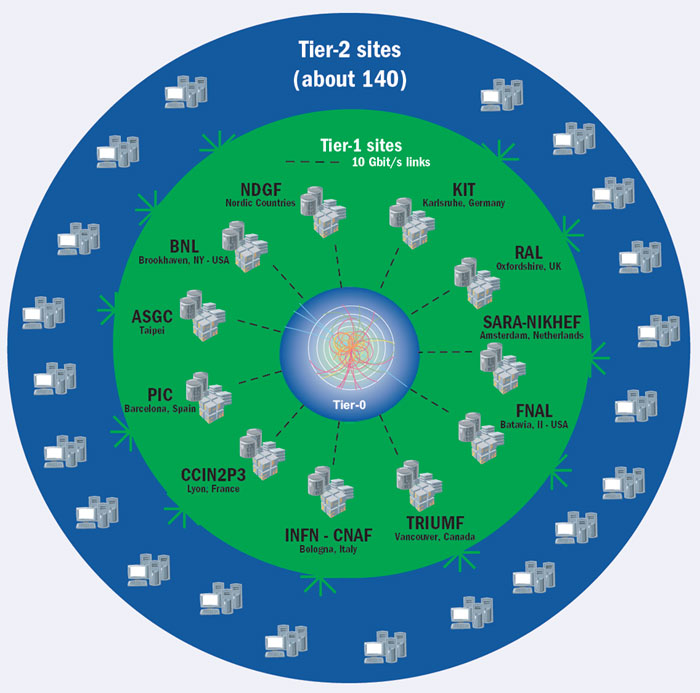 Tier-2 sites
(about 140)
Tier-1 sites
10 Gbit/s links
NDGF
Nordic Countries
KIT
Karlsruhe, Germany
BNL
Brookhaven, NY - USA
RAL
Oxfordshire, UK
ASGC
Taipei
SARA-NIKHEF
Amsterdam, Netherlands
PIC
Barcelona, Spain
Tier-0
FNAL
Batavia, Il - USA
CCIN2P3
Lyon, France
TRIUMF
Vancouver, Canada
INFN - CNAF
Bologna, Italy